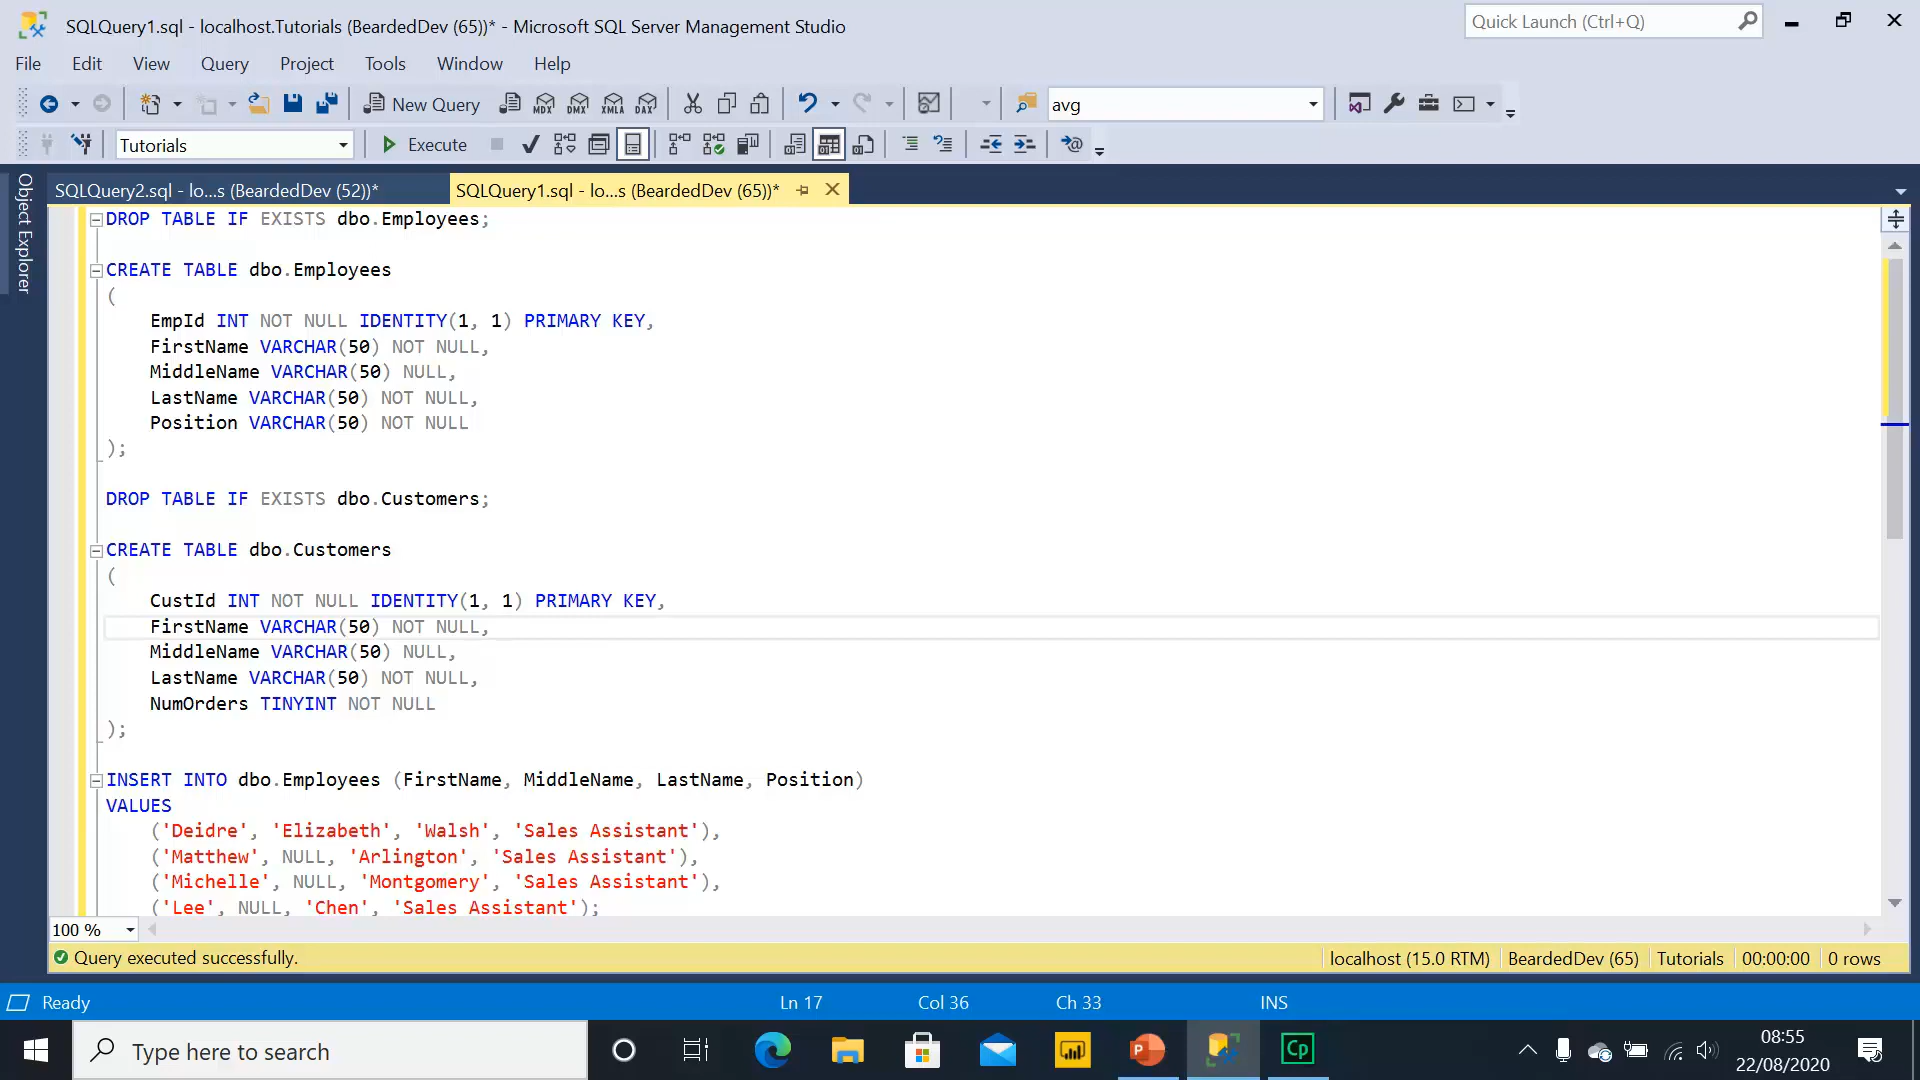 SQLQuery1.sql - localhost.Tutorials (BeardedDev (65))* - Microsoft SQL Server Management Studio
Quick Launch (Ctrl+Q)
File Edit View Query Project Tools Window Help
New Query
MDX DMX XMLA DAX
avg
Tutorials
Execute
Object Explorer
SQLQuery2.sql - lo...s (BeardedDev (52))*
SQLQuery1.sql - lo...s (BeardedDev (65))*
DROP TABLE IF EXISTS dbo.Employees;
CREATE TABLE dbo.Employees
(
EmpId INT NOT NULL IDENTITY(1, 1) PRIMARY KEY,
FirstName VARCHAR(50) NOT NULL,
MiddleName VARCHAR(50) NULL,
LastName VARCHAR(50) NOT NULL,
Position VARCHAR(50) NOT NULL
);
DROP TABLE IF EXISTS dbo.Customers;
CREATE TABLE dbo.Customers
(
CustId INT NOT NULL IDENTITY(1, 1) PRIMARY KEY,
FirstName VARCHAR(50) NOT NULL,
MiddleName VARCHAR(50) NULL,
LastName VARCHAR(50) NOT NULL,
NumOrders TINYINT NOT NULL
);
INSERT INTO dbo.Employees (FirstName, MiddleName, LastName, Position)
VALUES
('Deidre', 'Elizabeth', 'Walsh', 'Sales Assistant'),
('Matthew', NULL, 'Arlington', 'Sales Assistant'),
('Michelle', NULL, 'Montgomery', 'Sales Assistant'),
('Lee', NULL, 'Chen', 'Sales Assistant');
100 %
Query executed successfully.
localhost (15.0 RTM) BeardedDev (65) Tutorials 00:00:00 0 rows
Ready
Ln 17 Col 36 Ch 33 INS
Type here to search
Cp
08:55
22/08/2020